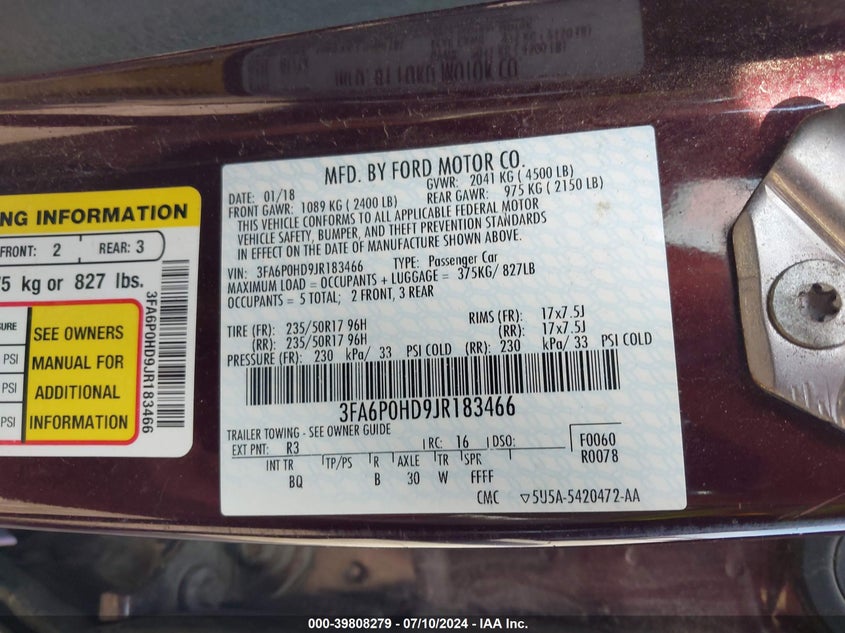 MFD. BY FORD MOTOR CO.
DATE: 01/18 GVWR: 2041 KG ( 4500 LB)
FRONT GAWR: 1089 KG ( 2400 LB) REAR GAWR: 975 KG ( 2150 LB)
THIS VEHICLE CONFORMS TO ALL APPLICABLE FEDERAL MOTOR
VEHICLE SAFETY, BUMPER, AND THEFT PREVENTION STANDARDS
IN EFFECT ON THE DATE OF MANUFACTURE SHOWN ABOVE.
VIN: 3FA6P0HD9JR183466 TYPE: Passenger Car
MAXIMUM LOAD = OCCUPANTS + LUGGAGE = 375KG/ 827LB
OCCUPANTS = 5 TOTAL; 2 FRONT, 3 REAR
TIRE (FR): 235/50R17 96H RIMS (FR): 17x7.5J
(RR): 235/50R17 96H (RR): 17x7.5J
PRESSURE (FR): 230 kPa/ 33 PSI COLD (RR): 230 kPa/ 33 PSI COLD
3FA6P0HD9JR183466
TRAILER TOWING - SEE OWNER GUIDE
EXT PNT: R3 RC: 16 DSO: F0060
R0078
INT TR TP/PS R AXLE TR SPR
BQ B 30 W FFFF
CMC ▽5U5A-5420472-AA
NG INFORMATION
FRONT: 2 REAR: 3
75 kg or 827 lbs.
SURE
PSI
PSI
PSI
SEE OWNERS
MANUAL FOR
ADDITIONAL
INFORMATION
3FA6P0HD9JR183466
000-39808279 - 07/10/2024 - IAA Inc.